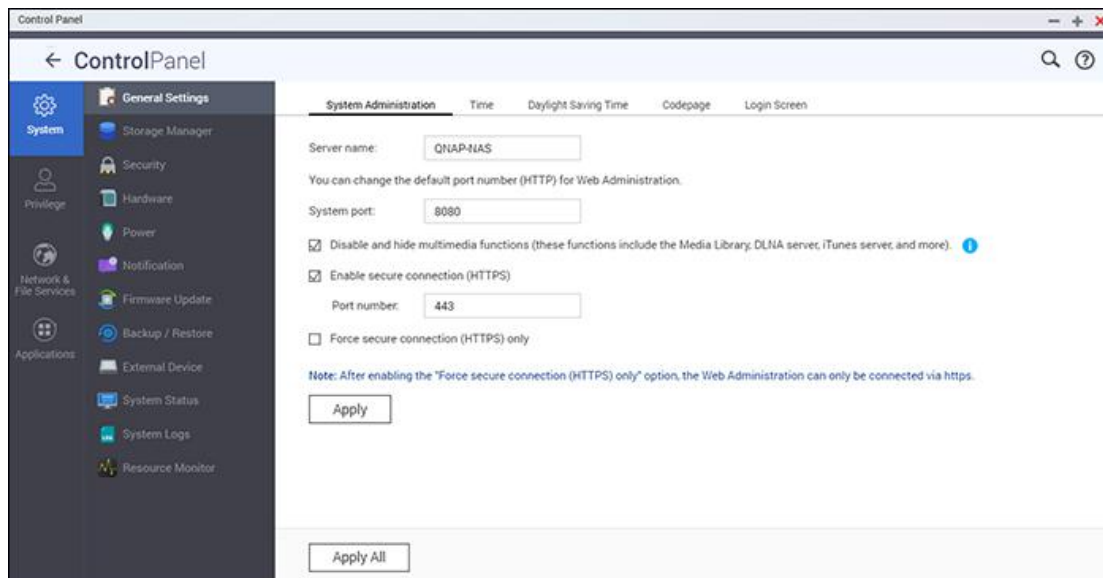 Control Panel
ControlPanel
System
Privilege
Network &
File Services
Applications
General Settings
Storage Manager
Security
Hardware
Power
Notification
Firmware Update
Backup / Restore
External Device
System Status
System Logs
Resource Monitor
System Administration Time Daylight Saving Time Codepage Login Screen
Server name: QNAP-NAS
You can change the default port number (HTTP) for Web Administration.
System port: 8080
Disable and hide multimedia functions (these functions include the Media Library, DLNA server, iTunes server, and more).
Enable secure connection (HTTPS)
Port number: 443
Force secure connection (HTTPS) only
Note: After enabling the "Force secure connection (HTTPS) only" option, the Web Administration can only be connected via https.
Apply
Apply All